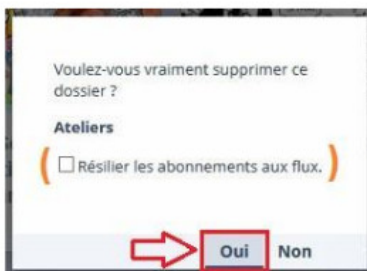 Voulez-vous vraiment supprimer ce
dossier ?
Ateliers
( Résilier les abonnements aux flux. )
Oui Non